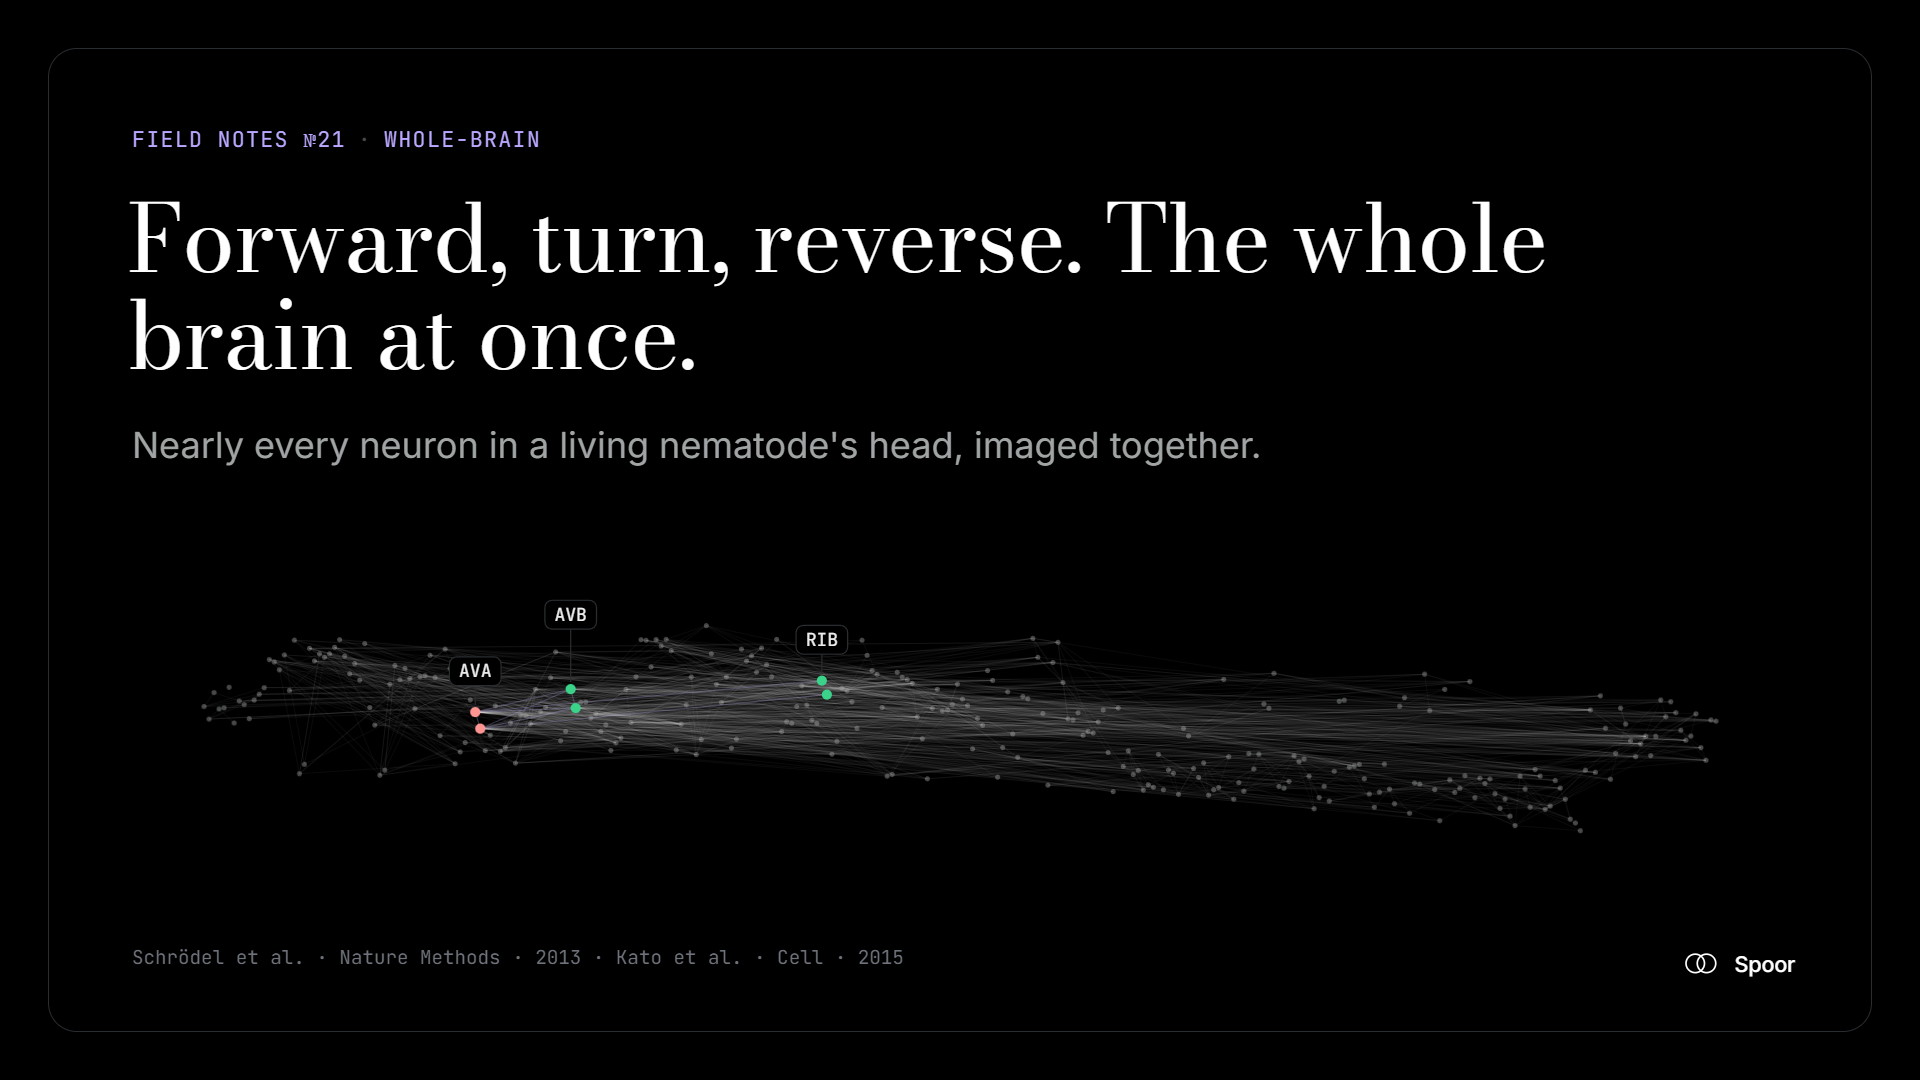 FIELD NOTES №21 · WHOLE-BRAIN
Forward, turn, reverse. The whole
brain at once.
Nearly every neuron in a living nematode's head, imaged together.
AVB
RIB
AVA
Schrödel et al. · Nature Methods · 2013 · Kato et al. · Cell · 2015
Spoor